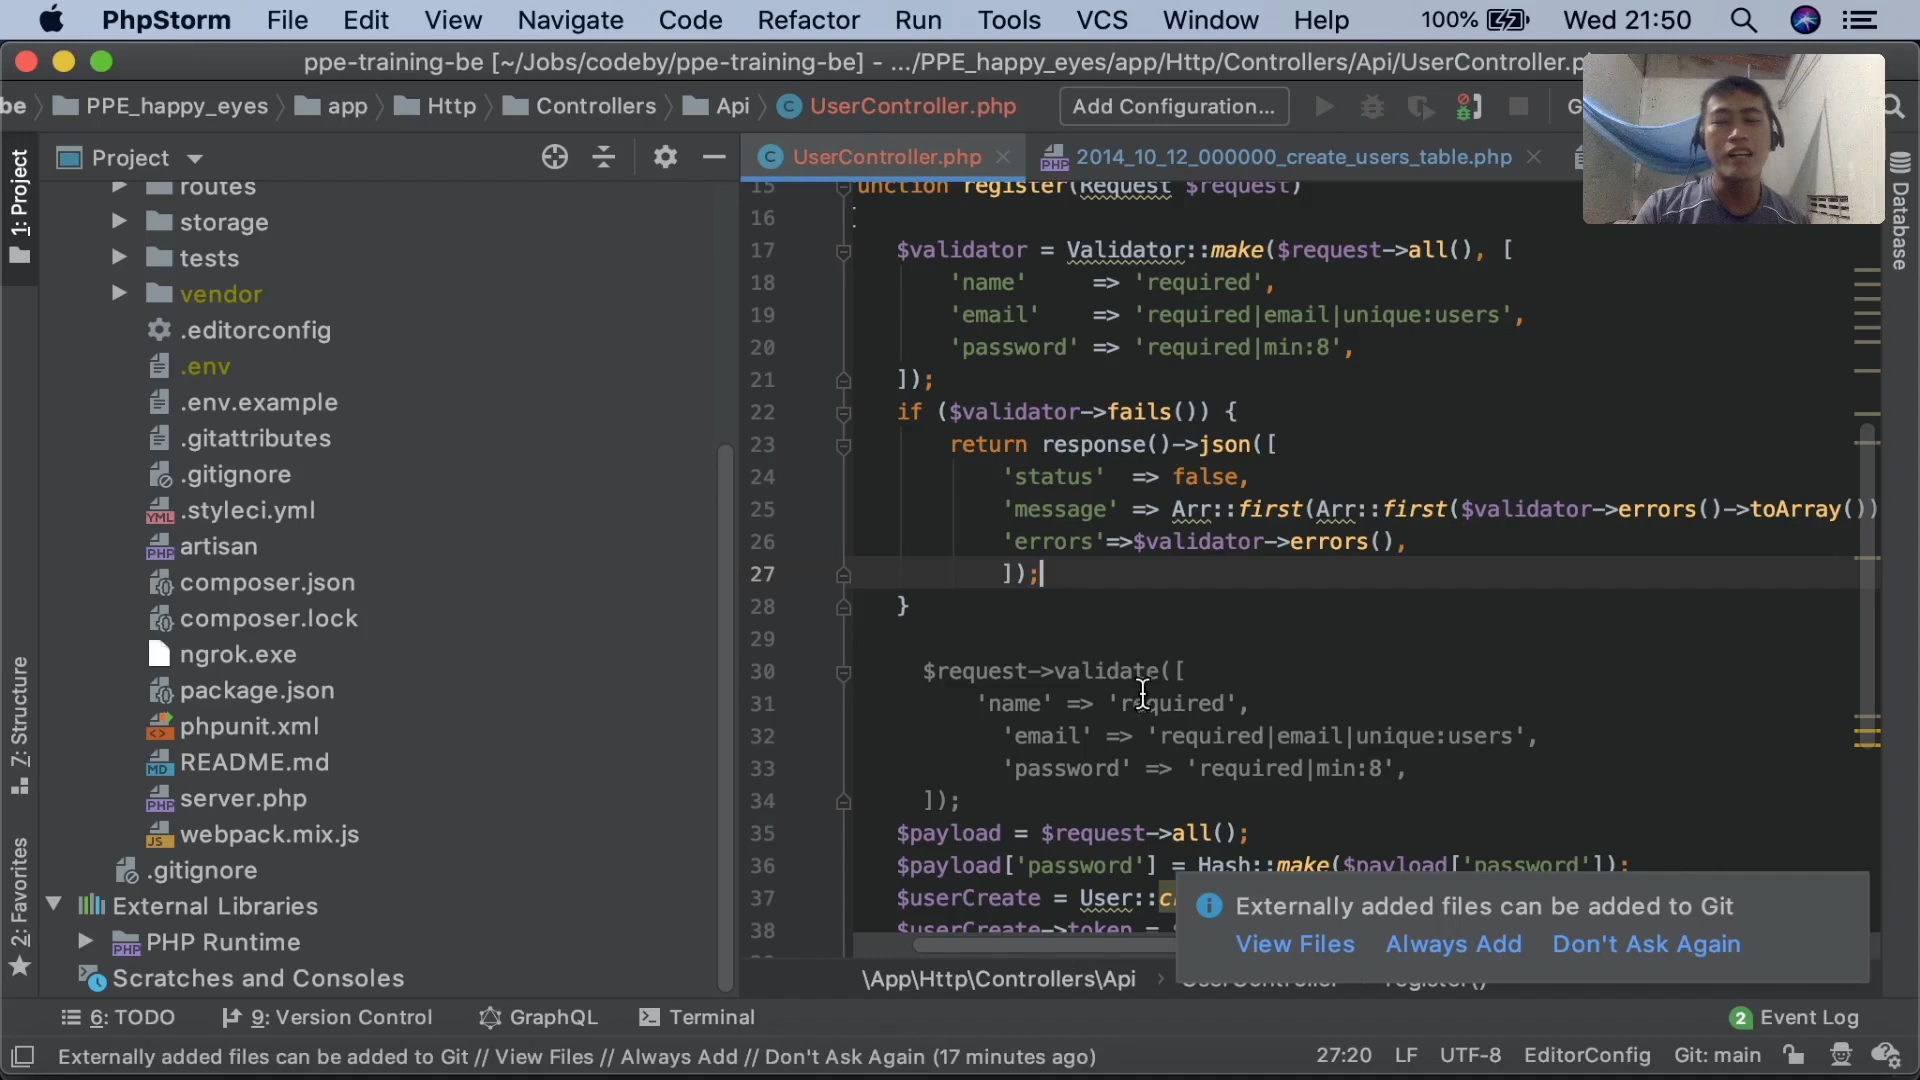 PhpStorm File Edit View Navigate Code Refactor Run Tools VCS Window Help 100% Wed 21:50
ppe-training-be [~/Jobs/codeby/ppe-training-be] - .../PPE_happy_eyes/app/Http/Controllers/Api/UserController.p
be PPE_happy_eyes app Http Controllers Api UserController.php Add Configuration... G
1: Project
Project
routes
storage
tests
vendor
.editorconfig
.env
.env.example
.gitattributes
.gitignore
.styleci.yml
artisan
composer.json
composer.lock
ngrok.exe
package.json
phpunit.xml
README.md
server.php
webpack.mix.js
.gitignore
External Libraries
PHP Runtime
Scratches and Consoles
Z: Structure
2: Favorites
UserController.php 2014_10_12_000000_create_users_table.php
Database
15 unction register(Request $request)
16
17 $validator = Validator::make($request->all(), [
18 'name' => 'required',
19 'email' => 'required|email|unique:users',
20 'password' => 'required|min:8',
21 ]);
22 if ($validator->fails()) {
23 return response()->json([
24 'status' => false,
25 'message' => Arr::first(Arr::first($validator->errors()->toArray())
26 'errors'=>$validator->errors(),
27 ]);
28 }
29
30 $request->validate([
31 'name' => 'required',
32 'email' => 'required|email|unique:users',
33 'password' => 'required|min:8',
34 ]);
35 $payload = $request->all();
36 $payload['password'] = Hash::make($payload['password']);
37 $userCreate = User::c
38 $userCreate->token =
Externally added files can be added to Git
View Files Always Add Don't Ask Again
\App\Http\Controllers\Api UserController register()
6: TODO 9: Version Control GraphQL Terminal 2 Event Log
Externally added files can be added to Git // View Files // Always Add // Don't Ask Again (17 minutes ago) 27:20 LF UTF-8 EditorConfig Git: main